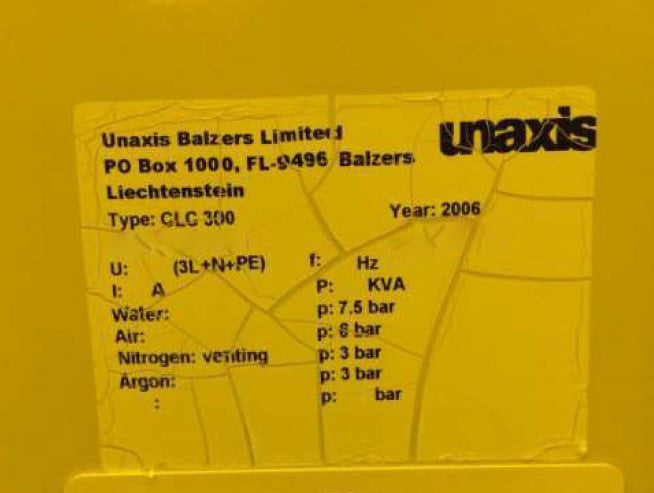 Unaxis Balzers Limited
unaxis
PO Box 1000, FL-9496 Balzers
Liechtenstein
Type: CLC 300 Year: 2006
U: (3L+N+PE) f: Hz
I: A P: KVA
Water: p: 7.5 bar
Air: p: 6 bar
Nitrogen: venting p: 3 bar
Argon: p: 3 bar
: p: bar